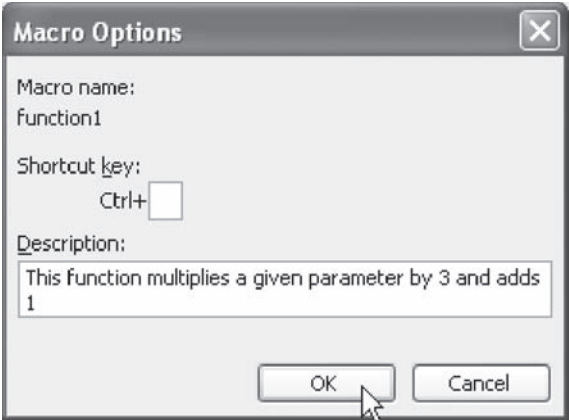 Macro Options
Macro name:
function1
Shortcut key:
Ctrl+
Description:
This function multiplies a given parameter by 3 and adds
1
OK
Cancel